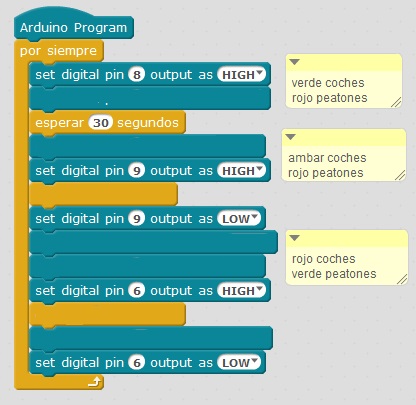 Arduino Program
por siempre
set digital pin 8 output as HIGH
verde coches
rojo peatones
esperar 30 segundos
ambar coches
rojo peatones
set digital pin 9 output as HIGH
set digital pin 9 output as LOW
rojo coches
verde peatones
set digital pin 6 output as HIGH
set digital pin 6 output as LOW